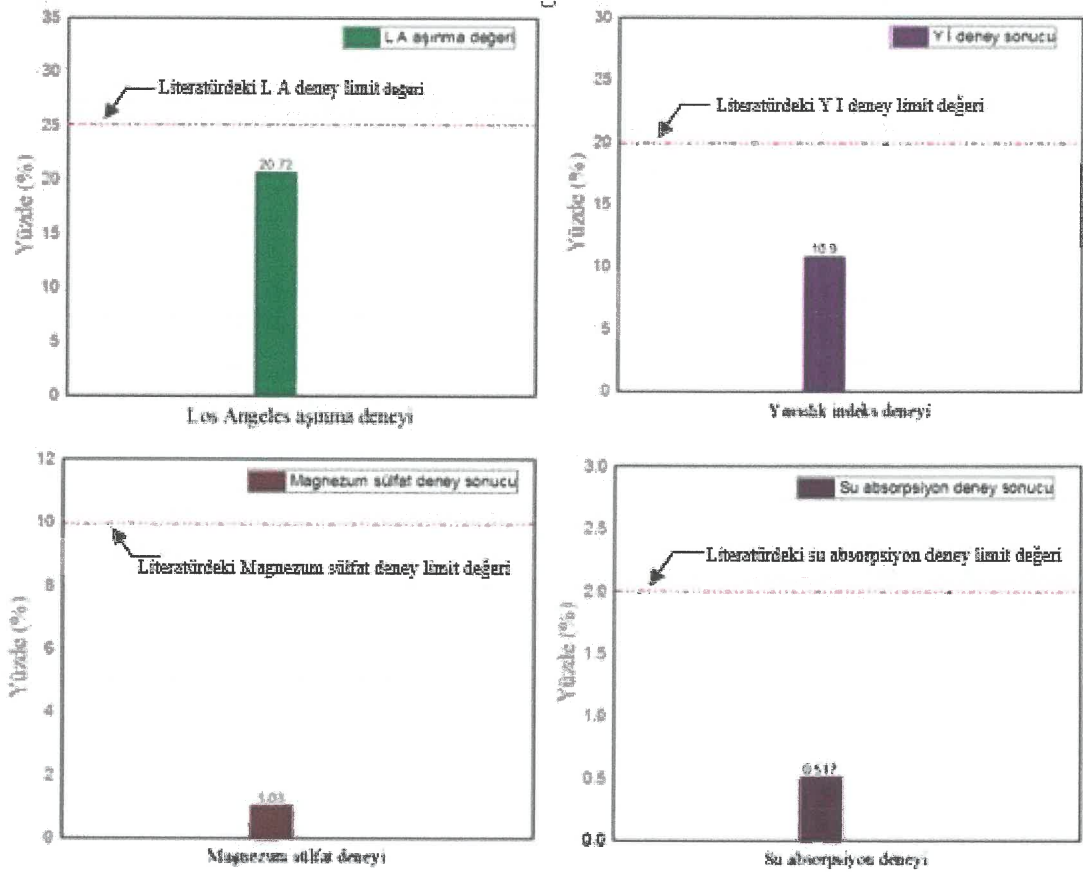 35
30
25
20
15
10
5
0
Yüzde (%)
L A aşınma değeri
Literatürdeki L A deney limit değeri
20.72
Los Angeles aşınma deneyi
30
25
20
15
10
5
0
Yüzde (%)
Y İ deney sonucu
Literatürdeki Y I deney limit değeri
10.9
Yassılık indeks deneyi
12
10
8
6
4
2
0
Yüzde (%)
Magnezum sülfat deney sonucu
Literatürdeki Magnezum sülfat deney limit değeri
1.03
Magnezum sülfat deneyi
3.0
2.5
2.0
1.5
1.0
0.5
0.0
Yüzde (%)
Su absorpsiyon deney sonucu
Literatürdeki su absorpsiyon deney limit değeri
0.517
Su absorpsiyon deneyi